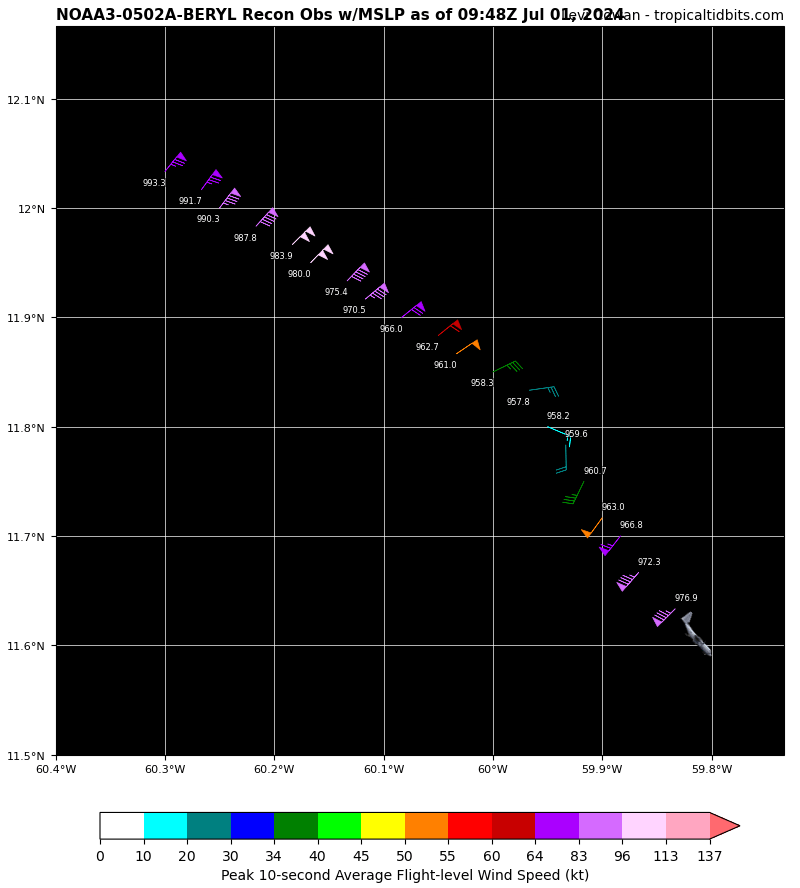 NOAA3-0502A-BERYL Recon Obs w/MSLP as of 09:48Z Jul 01, 2024
- tropicaltidbits.com
12.1°N
993.3
991.7
12°N
990.3
987.8
983.9
980.0
975.4
970.5
11.9°N
966.0
962.7
961.0
958.3
957.8
958.2
11.8°N
959.6
960.7
963.0
966.8
11.7°N
972.3
976.9
11.6°N
11.5°N
60.4°W 60.3°W 60.2°W 60.1°W 60°W 59.9°W 59.8°W
0 10 20 30 34 40 45 50 55 60 64 83 96 113 137
Peak 10-second Average Flight-level Wind Speed (kt)